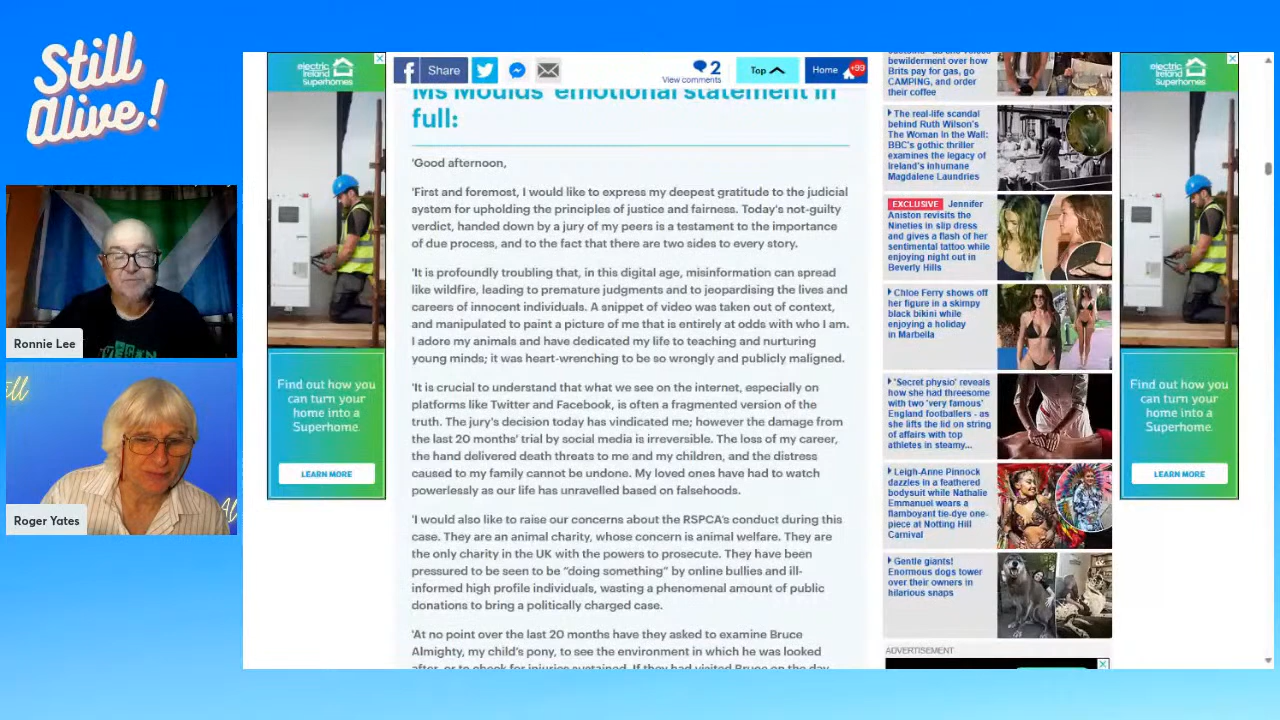 Still
Alive!
Ronnie Lee
Roger Yates
electric
ireland
superhomes
Find out how you
can turn your
home into a
Superhome.
LEARN MORE
Share
2
View comments
Top
Home
+99
Ms Moulds' emotional statement in
full:
'Good afternoon,
'First and foremost, I would like to express my deepest gratitude to the judicial
system for upholding the principles of justice and fairness. Today's not-guilty
verdict, handed down by a jury of my peers is a testament to the importance
of due process, and to the fact that there are two sides to every story.
'It is profoundly troubling that, in this digital age, misinformation can spread
like wildfire, leading to premature judgments and to jeopardising the lives and
careers of innocent individuals. A snippet of video was taken out of context,
and manipulated to paint a picture of me that is entirely at odds with who I am.
I adore my animals and have dedicated my life to teaching and nurturing
young minds; it was heart-wrenching to be so wrongly and publicly maligned.
'It is crucial to understand that what we see on the internet, especially on
platforms like Twitter and Facebook, is often a fragmented version of the
truth. The jury's decision today has vindicated me; however the damage from
the last 20 months' trial by social media is irreversible. The loss of my career,
the hand delivered death threats to me and my children, and the distress
caused to my family cannot be undone. My loved ones have had to watch
powerlessly as our life has unravelled based on falsehoods.
'I would also like to raise our concerns about the RSPCA's conduct during this
case. They are an animal charity, whose concern is animal welfare. They are
the only charity in the UK with the powers to prosecute. They have been
pressured to be seen to be "doing something" by online bullies and ill-
informed high profile individuals, wasting a phenomenal amount of public
donations to bring a politically charged case.
'At no point over the last 20 months have they asked to examine Bruce
Almighty, my child's pony, to see the environment in which he was looked
after, or to check for injuries sustained. If they had visited Bruce on the day
bewilderment over how
Brits pay for gas, go
CAMPING, and order
their coffee
The real-life scandal
behind Ruth Wilson's
The Woman in the Wall:
BBC's gothic thriller
examines the legacy of
Ireland's inhumane
Magdalene Laundries
EXCLUSIVE Jennifer
Aniston revisits the
Nineties in slip dress
and gives a flash of her
sentimental tattoo while
enjoying night out in
Beverly Hills
Chloe Ferry shows off
her figure in a skimpy
black bikini while
enjoying a holiday
in Marbella
'Secret physio' reveals
how she had threesome
with two 'very famous'
England footballers - as
she lifts the lid on string
of affairs with top
athletes in steamy...
Leigh-Anne Pinnock
dazzles in a feathered
bodysuit while Nathalie
Emmanuel wears a
flamboyant tie-dye one-
piece at Notting Hill
Carnival
Gentle giants!
Enormous dogs tower
over their owners in
hilarious snaps
ADVERTISEMENT
electric
ireland
superhomes
Find out how you
can turn your
home into a
Superhome.
LEARN MORE